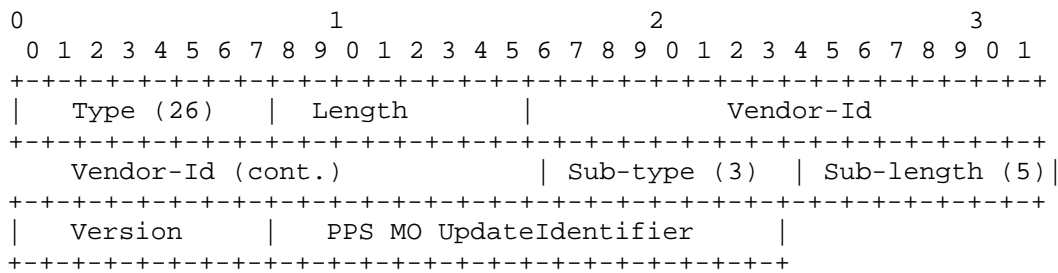 0                   1                   2                   3
 0 1 2 3 4 5 6 7 8 9 0 1 2 3 4 5 6 7 8 9 0 1 2 3 4 5 6 7 8 9 0 1
+-+-+-+-+-+-+-+-+-+-+-+-+-+-+-+-+-+-+-+-+-+-+-+-+-+-+-+-+-+-+-+-+
|   Type (26)   |  Length       |            Vendor-Id
+-+-+-+-+-+-+-+-+-+-+-+-+-+-+-+-+-+-+-+-+-+-+-+-+-+-+-+-+-+-+-+-+
    Vendor-Id (cont.)            | Sub-type (3)  | Sub-length (5)|
+-+-+-+-+-+-+-+-+-+-+-+-+-+-+-+-+-+-+-+-+-+-+-+-+-+-+-+-+-+-+-+-+
|   Version     |   PPS MO UpdateIdentifier     |
+-+-+-+-+-+-+-+-+-+-+-+-+-+-+-+-+-+-+-+-+-+-+-+-+